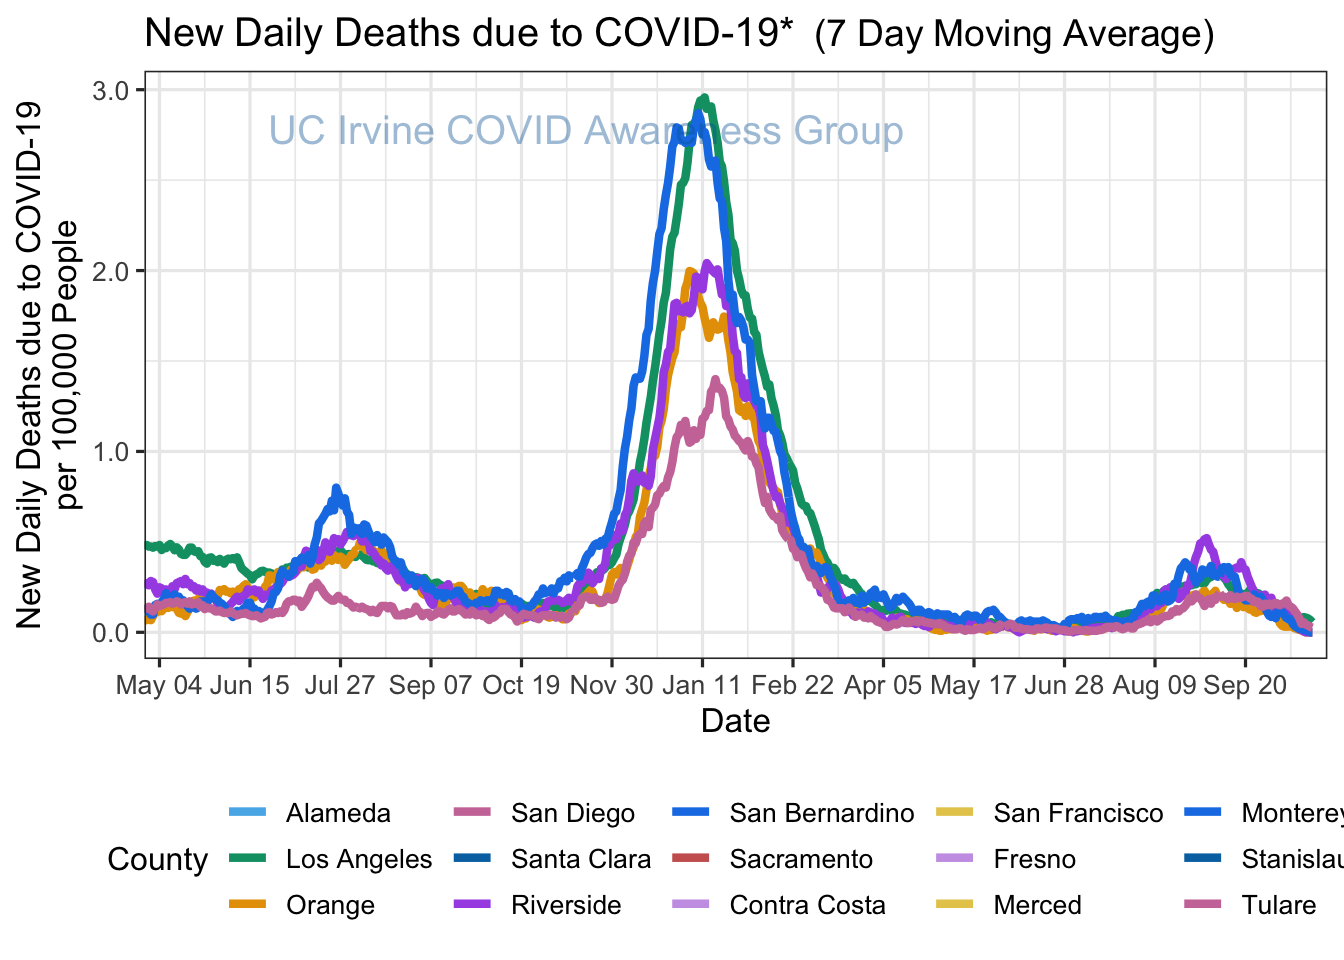 New Daily Deaths due to COVID-19* (7 Day Moving Average)
New Daily Deaths due to COVID-19
per 100,000 People
3.0
2.0
1.0
0.0
UC Irvine COVID Awareness Group
May 04 Jun 15 Jul 27 Sep 07 Oct 19 Nov 30 Jan 11 Feb 22 Apr 05 May 17 Jun 28 Aug 09 Sep 20
Date
County
Alameda San Diego San Bernardino San Francisco Monterey
Los Angeles Santa Clara Sacramento Fresno Stanislau
Orange Riverside Contra Costa Merced Tulare